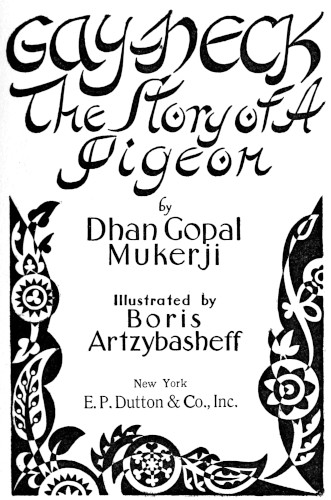 GAY-NECK
The Story of A
Pigeon
by
Dhan Gopal
Mukerji
Illustrated by
Boris
Artzybasheff
New York
E. P. Dutton & Co., Inc.